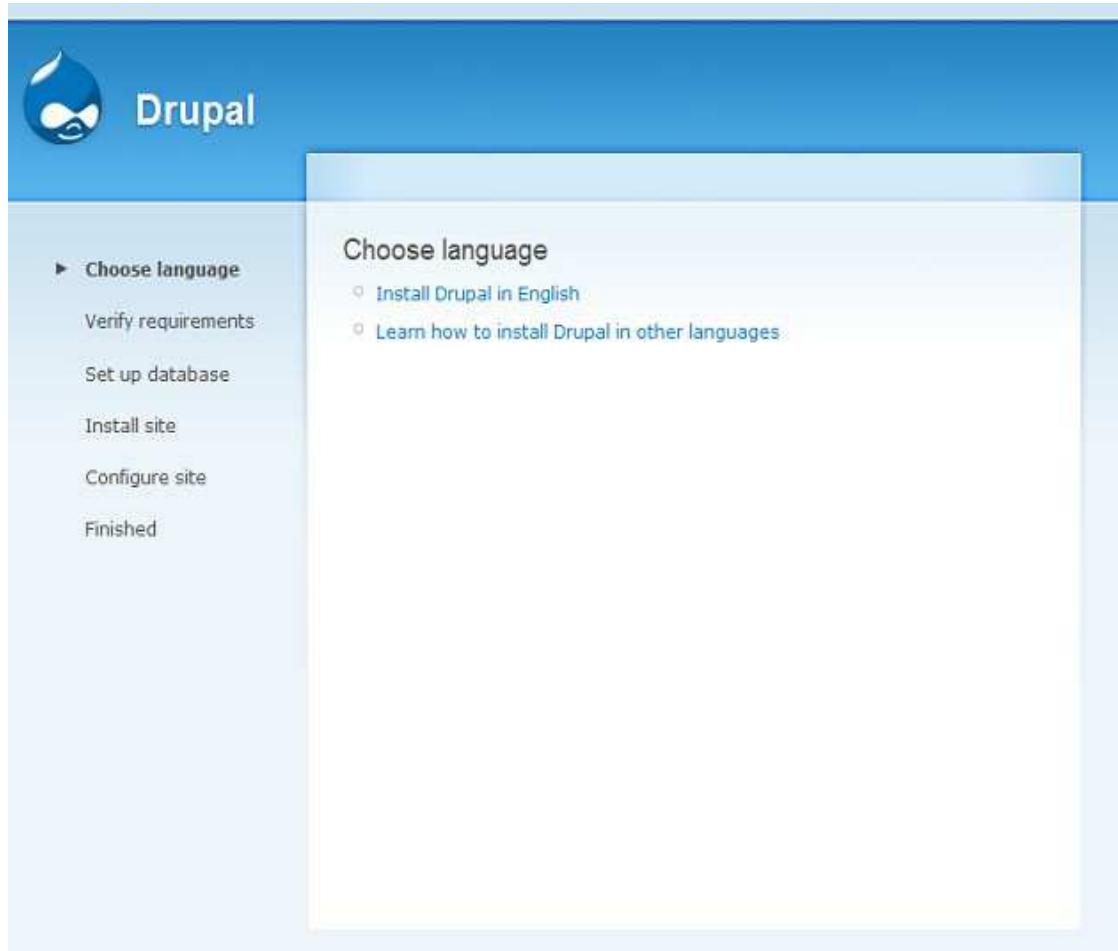 Drupal
Choose language
Verify requirements
Set up database
Install site
Configure site
Finished
Choose language
Install Drupal in English
Learn how to install Drupal in other languages